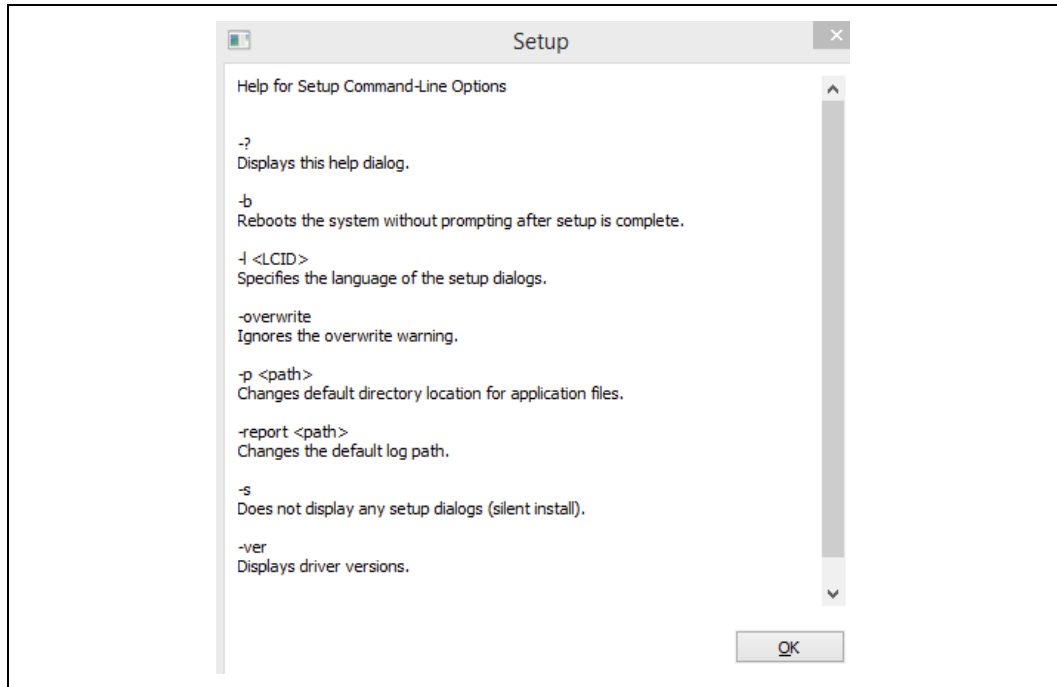 Setup
Help for Setup Command-Line Options
-?
Displays this help dialog.
-b
Reboots the system without prompting after setup is complete.
-l <LCID>
Specifies the language of the setup dialogs.
-overwrite
Ignores the overwrite warning.
-p <path>
Changes default directory location for application files.
-report <path>
Changes the default log path.
-s
Does not display any setup dialogs (silent install).
-ver
Displays driver versions.
OK